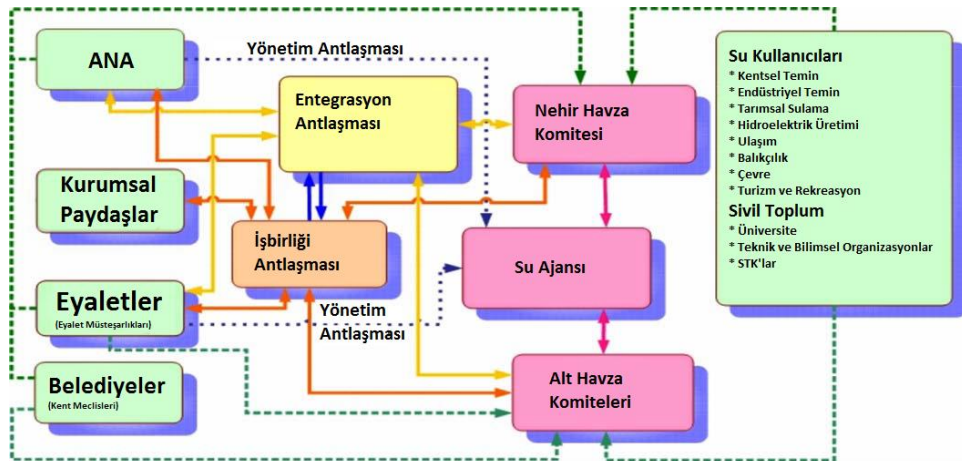 ANA
Yönetim Antlaşması
Entegrasyon
Antlaşması
Nehir Havza
Komitesi
Kurumsal
Paydaşlar
İşbirliği
Antlaşması
Su Ajansı
Eyaletler
(Eyalet Müsteşarlıkları)
Yönetim
Antlaşması
Belediyeler
(Kent Meclisleri)
Alt Havza
Komiteleri
Su Kullanıcıları
* Kentsel Temin
* Endüstriyel Temin
* Tarımsal Sulama
* Hidroelektrik Üretimi
* Ulaşım
* Balıkçılık
* Çevre
* Turizm ve Rekreasyon
Sivil Toplum
* Üniversite
* Teknik ve Bilimsel Organizasyonlar
* STK'lar